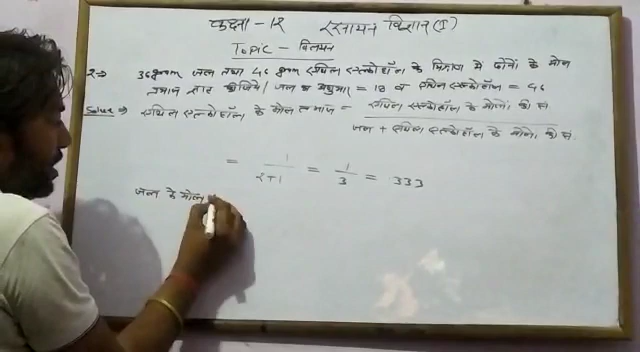 कक्षा - 12 रसायन विज्ञान (I)
Topic - विलयन
2⇒ 36 ग्राम जल तथा 46 ग्राम एथिल एल्कोहॉल के मिश्रण में दोनों के मोल
प्रभाज ज्ञात कीजिये। जल का अणुभार = 18 व एथिल एल्कोहॉल = 46
Solve ⇒ एथिल एल्कोहॉल के मोल प्रभाज = एथिल एल्कोहॉल के मोलों की सं
जल + एथिल एल्कोहॉल के मोलों की सं
= 1 / 2+1 = 1 / 3 = 333
जल के मोल